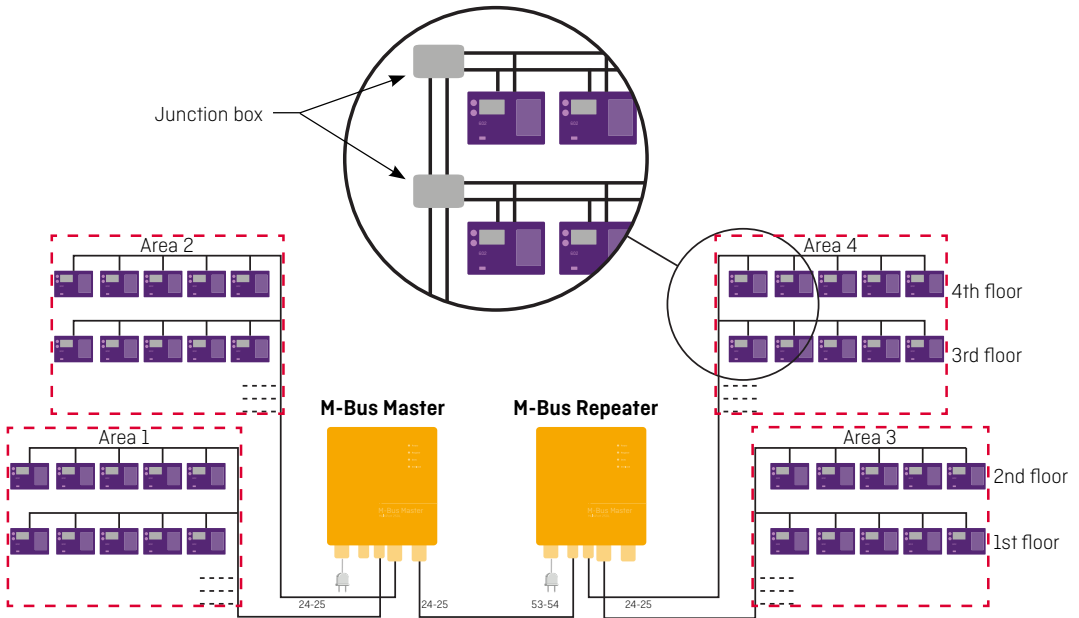 Junction box
Area 2
Area 4
4th floor
3rd floor
M-Bus Master
M-Bus Repeater
Area 1
Area 3
2nd floor
M-Bus Master
M-Bus Master
1st floor
24-25
24-25
53-54
24-25